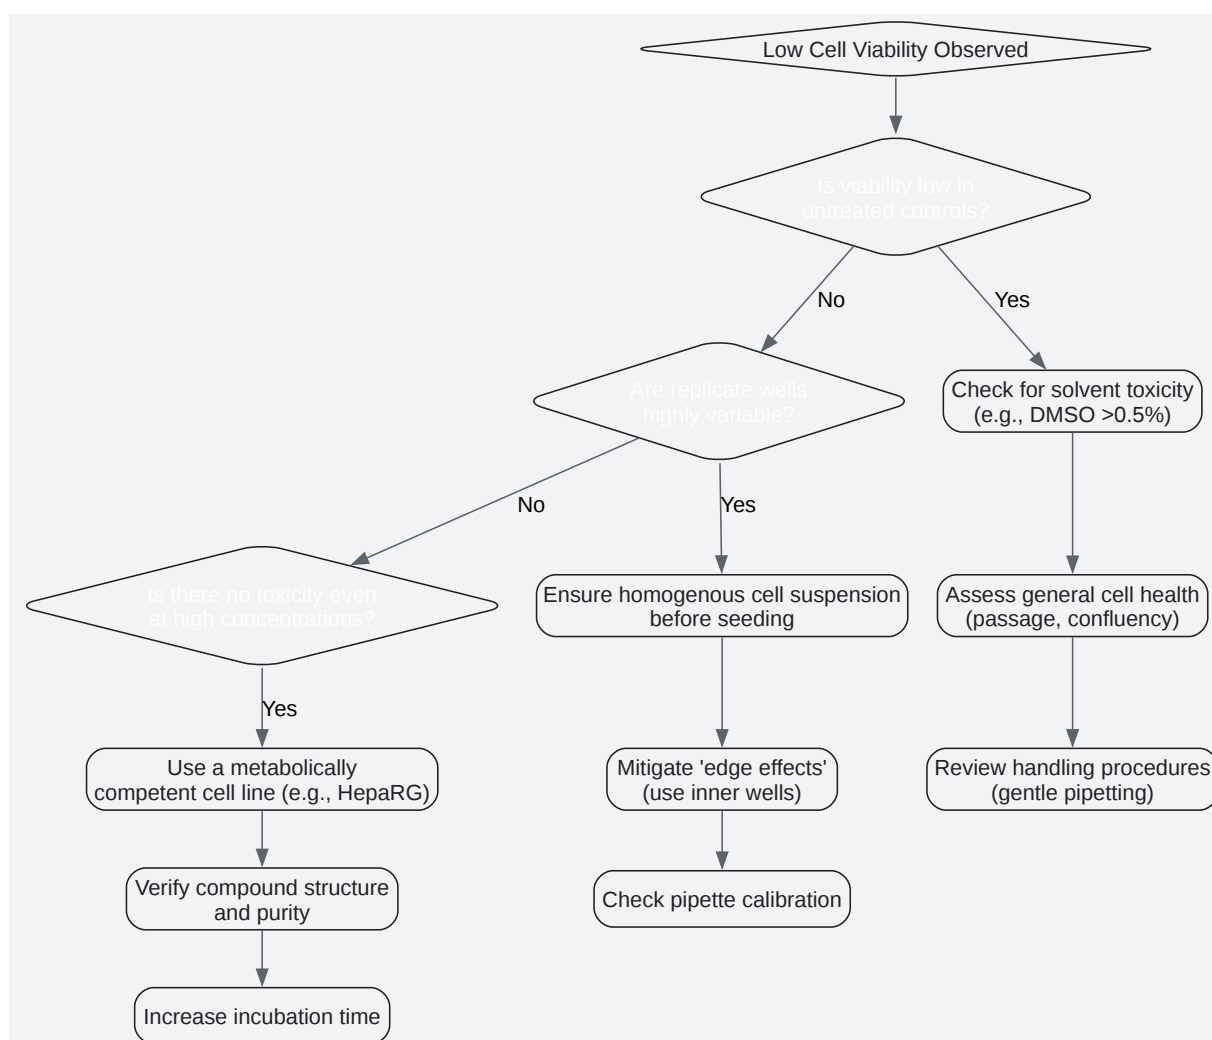 Low Cell Viability Observed
Is viability low in
untreated controls?
No
Yes
Are replicate wells
highly variable?
Check for solvent toxicity
(e.g., DMSO >0.5%)
No
Yes
Is there no toxicity even
at high concentrations?
Ensure homogenous cell suspension
before seeding
Assess general cell health
(passage, confluency)
Yes
Use a metabolically
competent cell line (e.g., HepaRG)
Mitigate 'edge effects'
(use inner wells)
Review handling procedures
(gentle pipetting)
Verify compound structure
and purity
Check pipette calibration
Increase incubation time